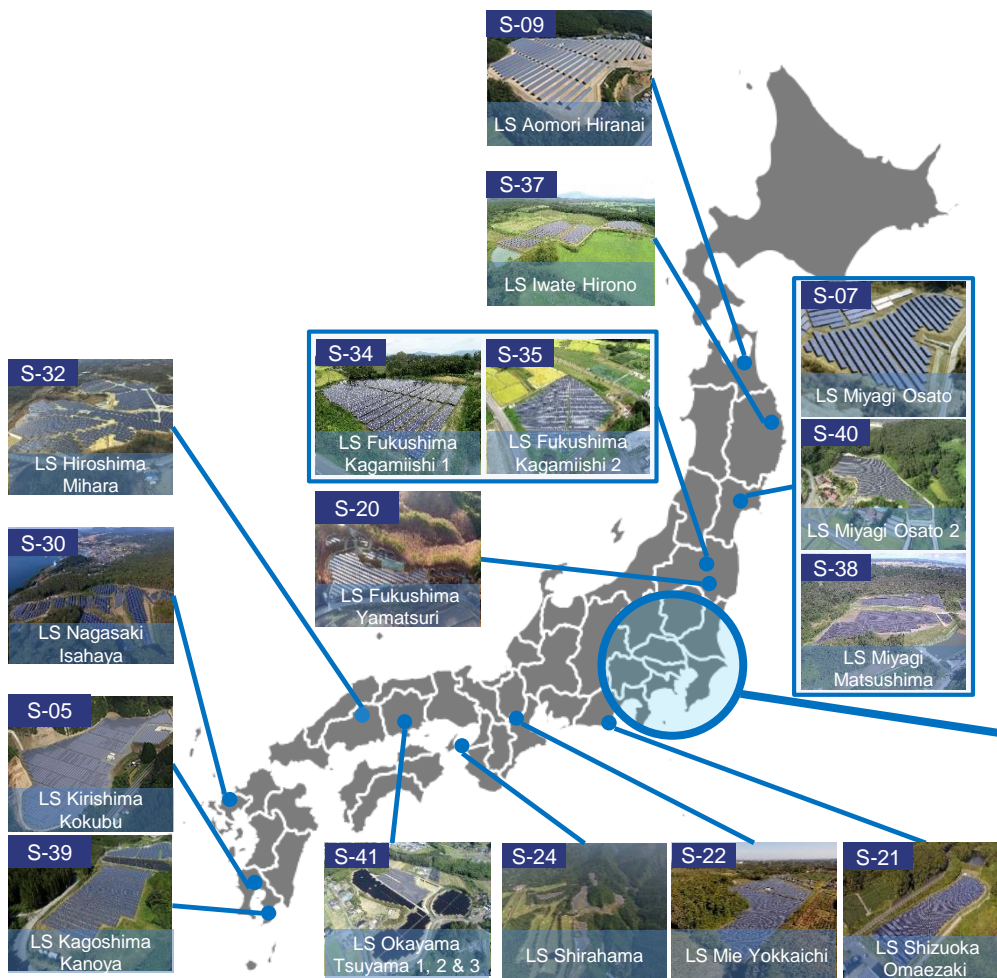 S-09
LS Aomori Hiranai
S-37
LS Iwate Hirono
S-07
LS Miyagi Osato
S-40
LS Miyagi Osato 2
S-38
LS Miyagi
Matsushima
S-34
LS Fukushima
Kagamiishi 1
S-35
LS Fukushima
Kagamiishi 2
S-20
LS Fukushima
Yamatsuri
S-32
LS Hiroshima
Mihara
S-30
LS Nagasaki
Isahaya
S-05
LS Kirishima
Kokubu
S-39
LS Kagoshima
Kanoya
S-41
LS Okayama
Tsuyama 1, 2 & 3
S-24
LS Shirahama
S-22
LS Mie Yokkaichi
S-21
LS Shizuoka
Omaezaki